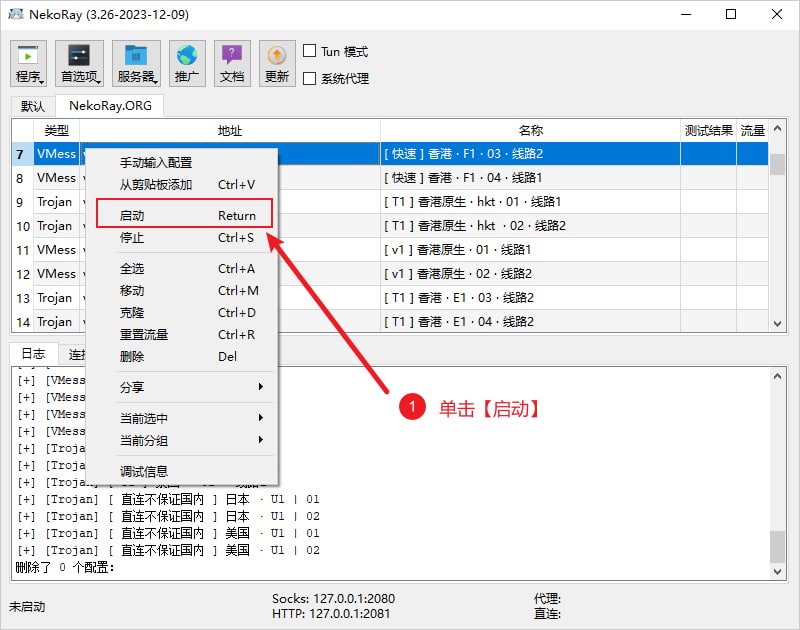 NekoRay (3.26-2023-12-09)
程序 首选项 服务器 推广 ? 文档 更新
Tun 模式
系统代理
默认 NekoRay.ORG
类型 地址 名称 测试结果 流量
7 VMess [ 快速 ] 香港 · F1 · 03 · 线路2
8 VMess [ 快速 ] 香港 · F1 · 04 · 线路1
9 Trojan [ T1 ] 香港原生 · hkt · 01 · 线路1
10 Trojan [ T1 ] 香港原生 · hkt · 02 · 线路2
11 VMess [ v1 ] 香港原生 · 01 · 线路1
12 VMess [ v1 ] 香港原生 · 02 · 线路2
13 Trojan [ T1 ] 香港 · E1 · 03 · 线路2
14 Trojan [ T1 ] 香港 · E1 · 04 · 线路2
手动输入配置
从剪贴板添加 Ctrl+V
启动 Return
停止 Ctrl+S
全选 Ctrl+A
移动 Ctrl+M
克隆 Ctrl+D
重置流量 Ctrl+R
删除 Del
分享
当前选中
当前分组
调试信息
1 单击【启动】
日志
[+] [VMess
[+] [VMess
[+] [VMess
[+] [VMess
[+] [Troja
[+] [Troja
[+] [Troja
[+] [Trojan] [ 直连不保证国内 ] 日本 · U1 | 01
[+] [Trojan] [ 直连不保证国内 ] 日本 · U1 | 02
[+] [Trojan] [ 直连不保证国内 ] 美国 · U1 | 01
[+] [Trojan] [ 直连不保证国内 ] 美国 · U1 | 02
删除了 0 个配置:
未启动
Socks: 127.0.0.1:2080
HTTP: 127.0.0.1:2081
代理:
直连: